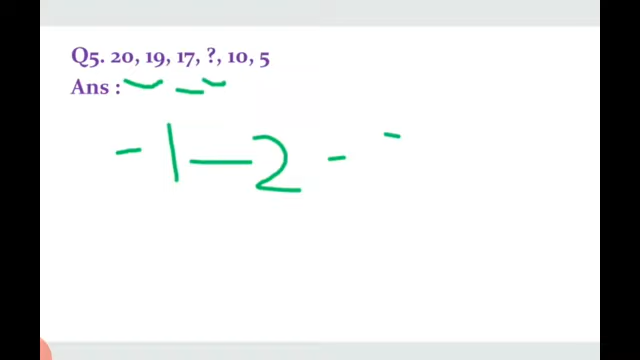 Q5. 20, 19, 17, ?, 10, 5
Ans :
- 1 — 2 - -